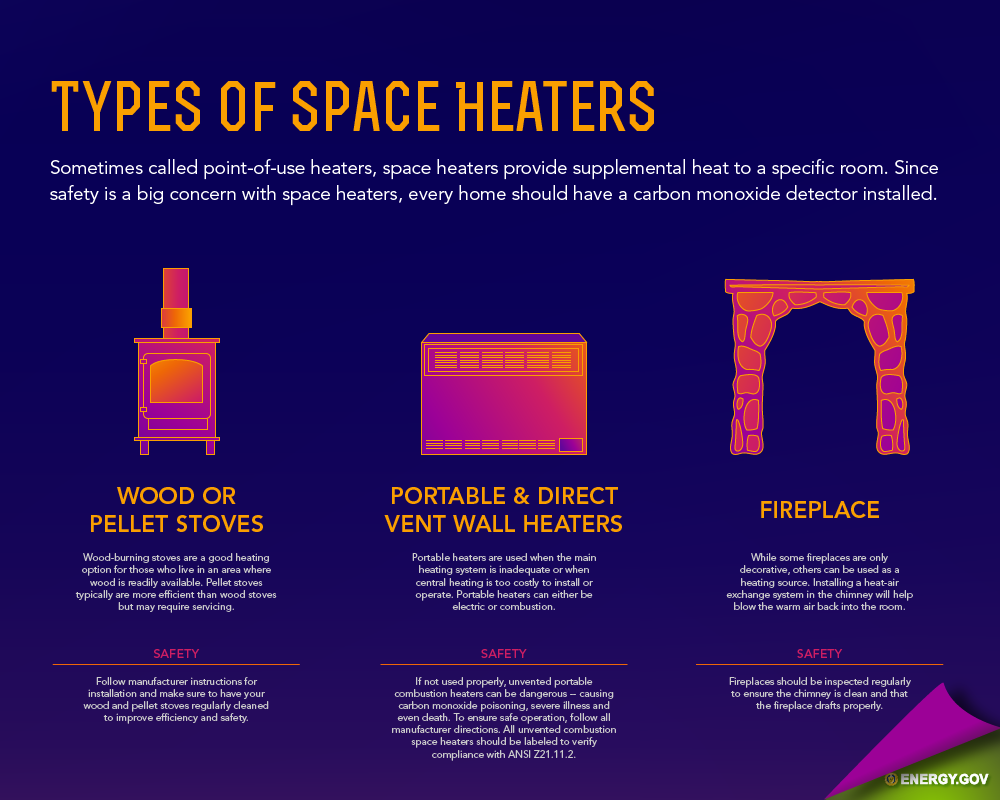 TYPES OF SPACE HEATERS
Sometimes called point-of-use heaters, space heaters provide supplemental heat to a specific room. Since
safety is a big concern with space heaters, every home should have a carbon monoxide detector installed.
WOOD OR
PELLET STOVES
Wood-burning stoves are a good heating
option for those who live in an area where
wood is readily available. Pellet stoves
typically are more efficient than wood stoves
but may require servicing.
SAFETY
Follow manufacturer instructions for
installation and make sure to have your
wood and pellet stoves regularly cleaned
to improve efficiency and safety.
PORTABLE & DIRECT
VENT WALL HEATERS
Portable heaters are used when the main
heating system is inadequate or when
central heating is too costly to install or
operate. Portable heaters can either be
electric or combustion.
SAFETY
If not used properly, unvented portable
combustion heaters can be dangerous – causing
carbon monoxide poisoning, severe illness and
even death. To ensure safe operation, follow all
manufacturer directions. All unvented combustion
space heaters should be labeled to verify
compliance with ANSI Z21.11.2.
FIREPLACE
While some fireplaces are only
decorative, others can be used as a
heating source. Installing a heat-air
exchange system in the chimney will help
blow the warm air back into the room.
SAFETY
Fireplaces should be inspected regularly
to ensure the chimney is clean and that
the fireplace drafts properly.
ENERGY.GOV